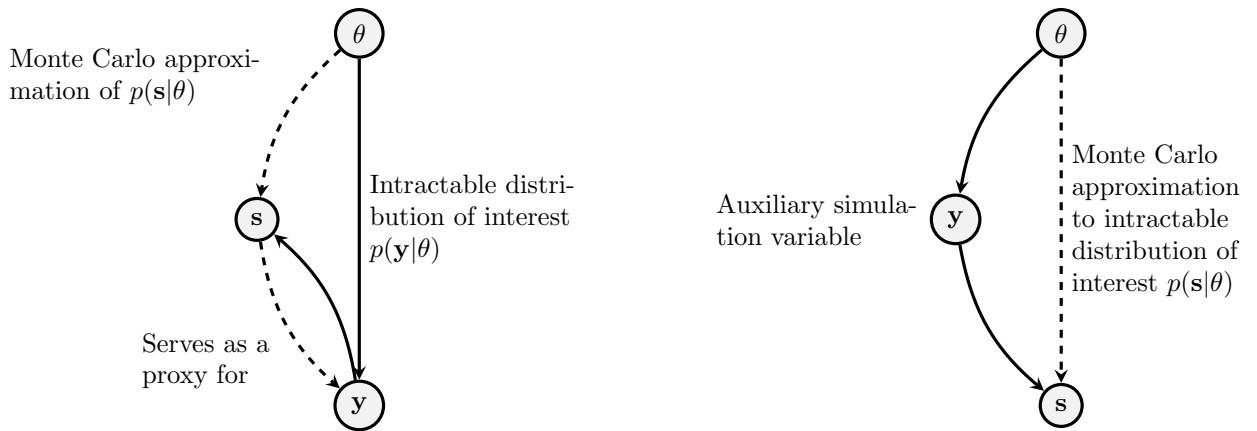 θ
Monte Carlo approxi-
mation of p(s|θ)
Intractable distri-
bution of interest
p(y|θ)
s
Serves as a
proxy for
y
θ
Monte Carlo
approximation
to intractable
distribution of
interest p(s|θ)
Auxiliary simula-
tion variable
y
s